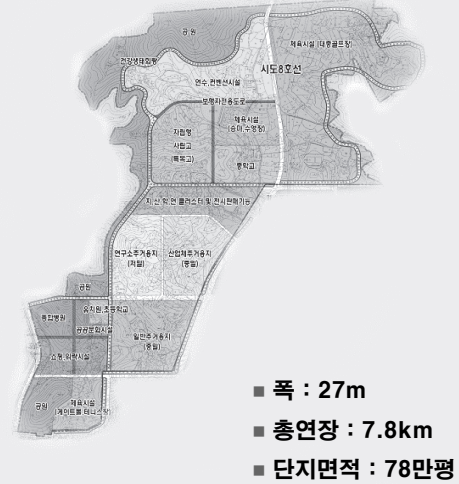 공원
체육시설 (대중골프장)
건강생태회랑
시도8호선
연수,컨벤션시설
보행자전용도로
체육시설
(승마,수영장)
자립형
사립고
(특목고)
중학교
지.산.학.연 클러스터 및 전시판매기능
연구소주거용지
(저밀)
산업체주거용지
(중밀)
공원
유치원,초등학교
종합병원
공공문화시설
일반주거용지
(중밀)
쇼핑,위락시설
공원
체육시설
(게이트볼 테니스장)
■ 폭 : 27m
■ 총연장 : 7.8km
■ 단지면적 : 78만평